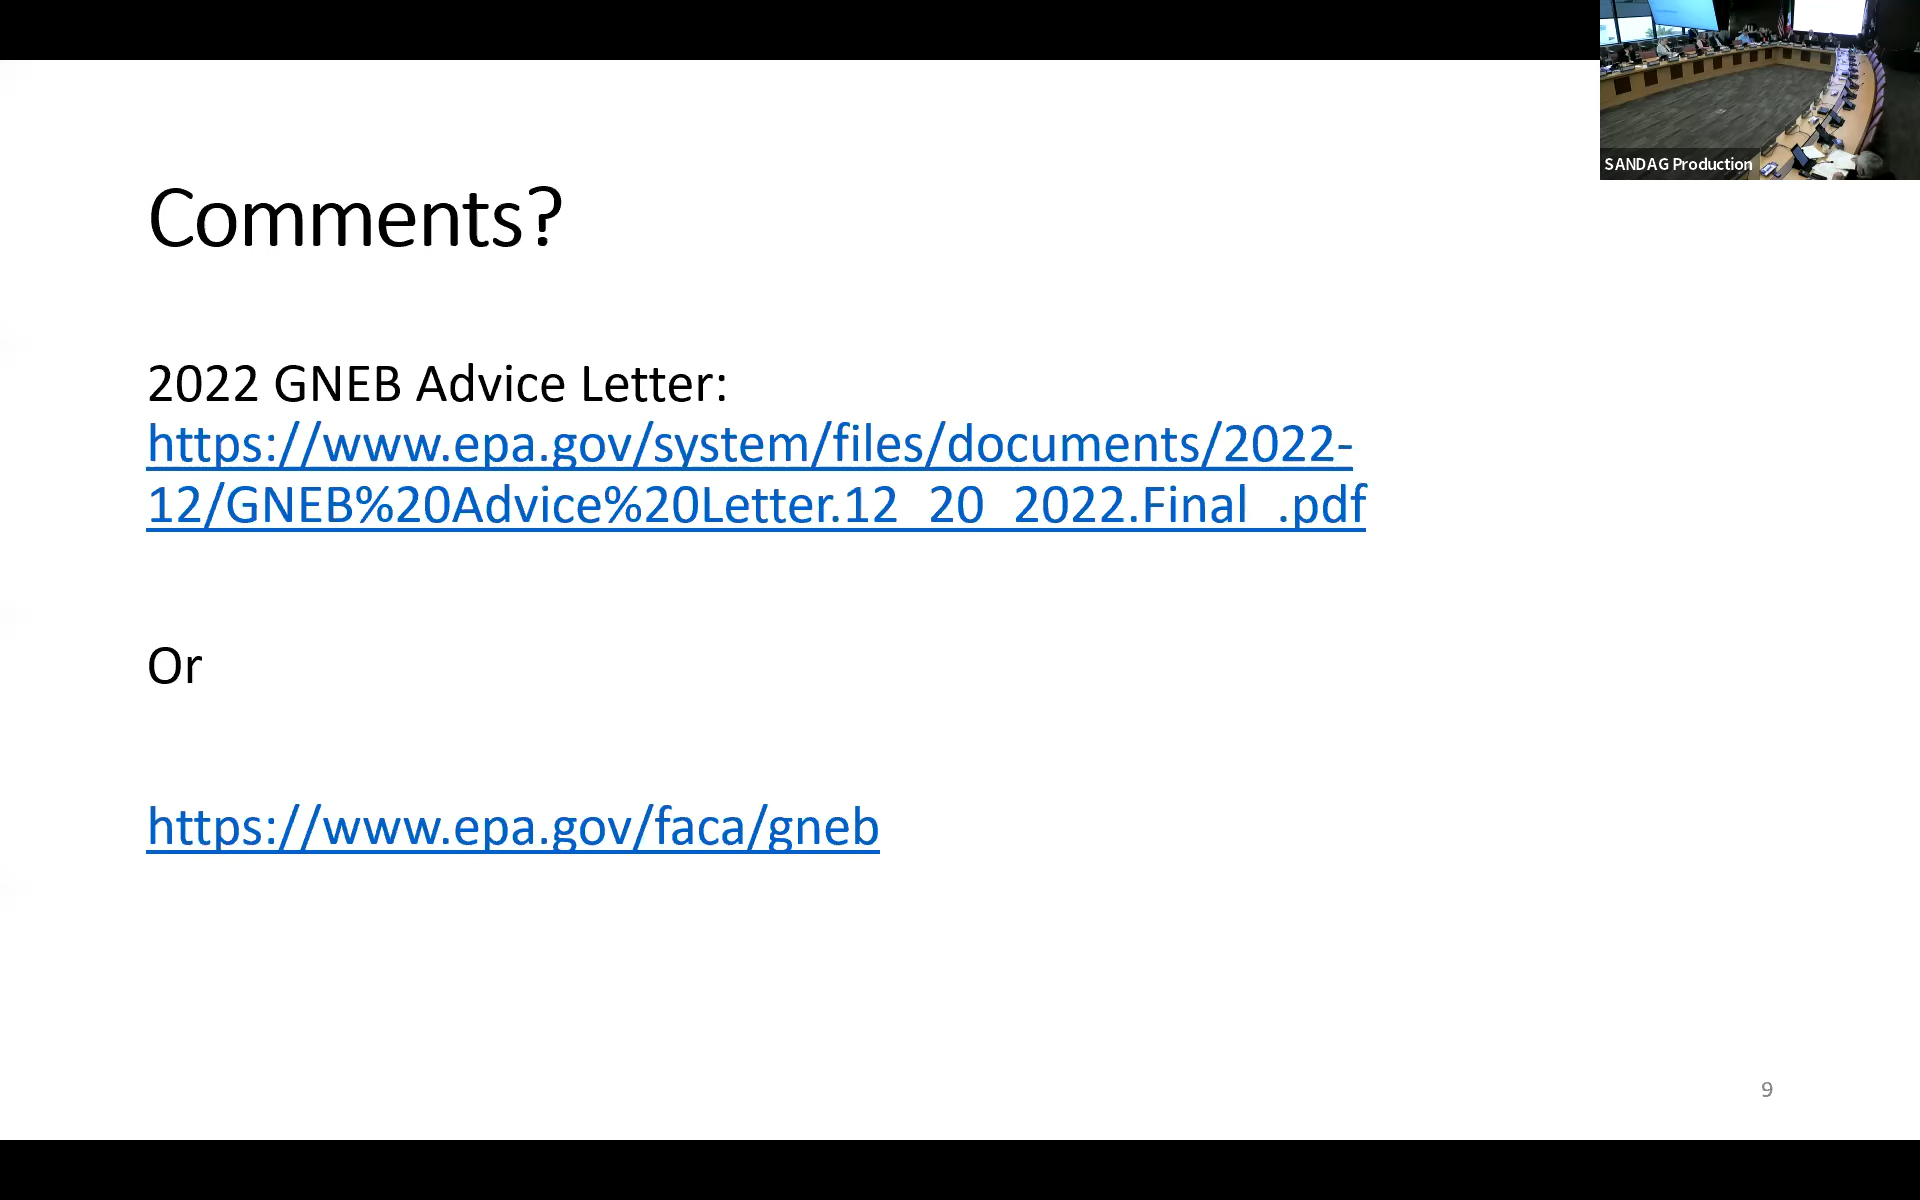 SANDAG Production
Comments?
2022 GNEB Advice Letter:
https://www.epa.gov/system/files/documents/2022-
12/GNEB%20Advice%20Letter.12_20_2022.Final_.pdf
Or
https://www.epa.gov/faca/gneb
9